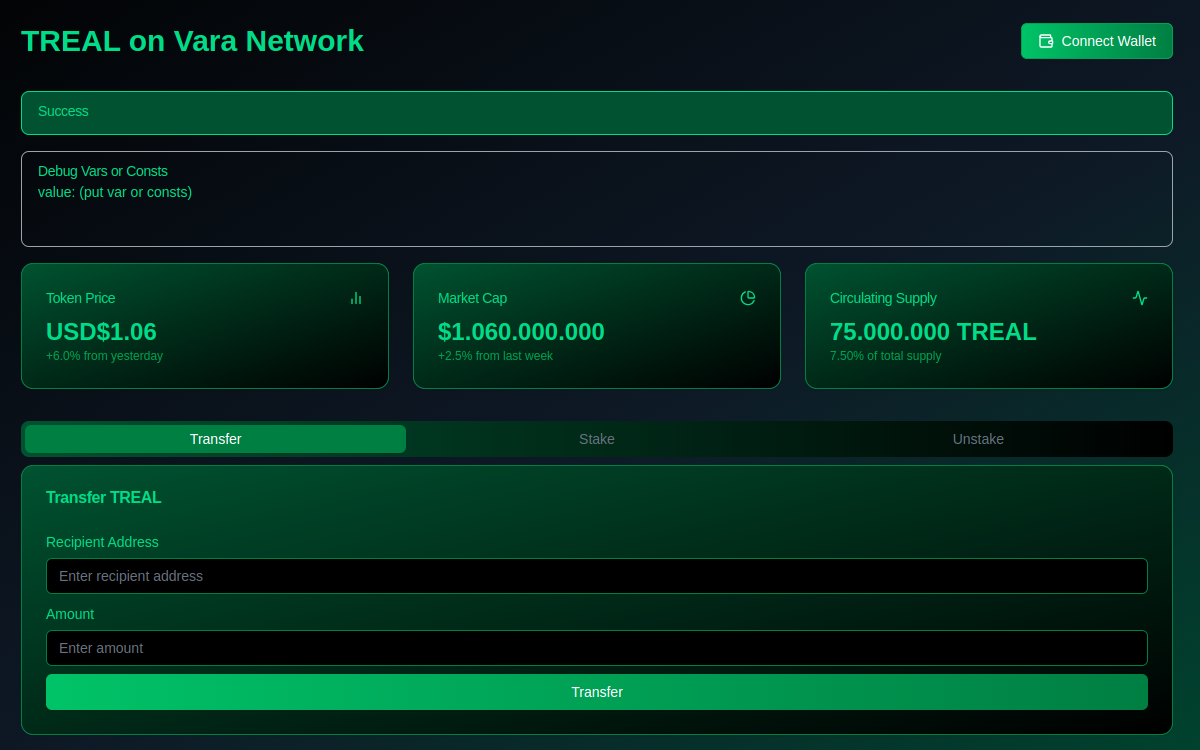 TREAL on Vara Network
Connect Wallet
Success
Debug Vars or Consts
value: (put var or consts)
Token Price
USD$1.06
+6.0% from yesterday
Market Cap
$1.060.000.000
+2.5% from last week
Circulating Supply
75.000.000 TREAL
7.50% of total supply
Transfer
Stake
Unstake
Transfer TREAL
Recipient Address
Enter recipient address
Amount
Enter amount
Transfer